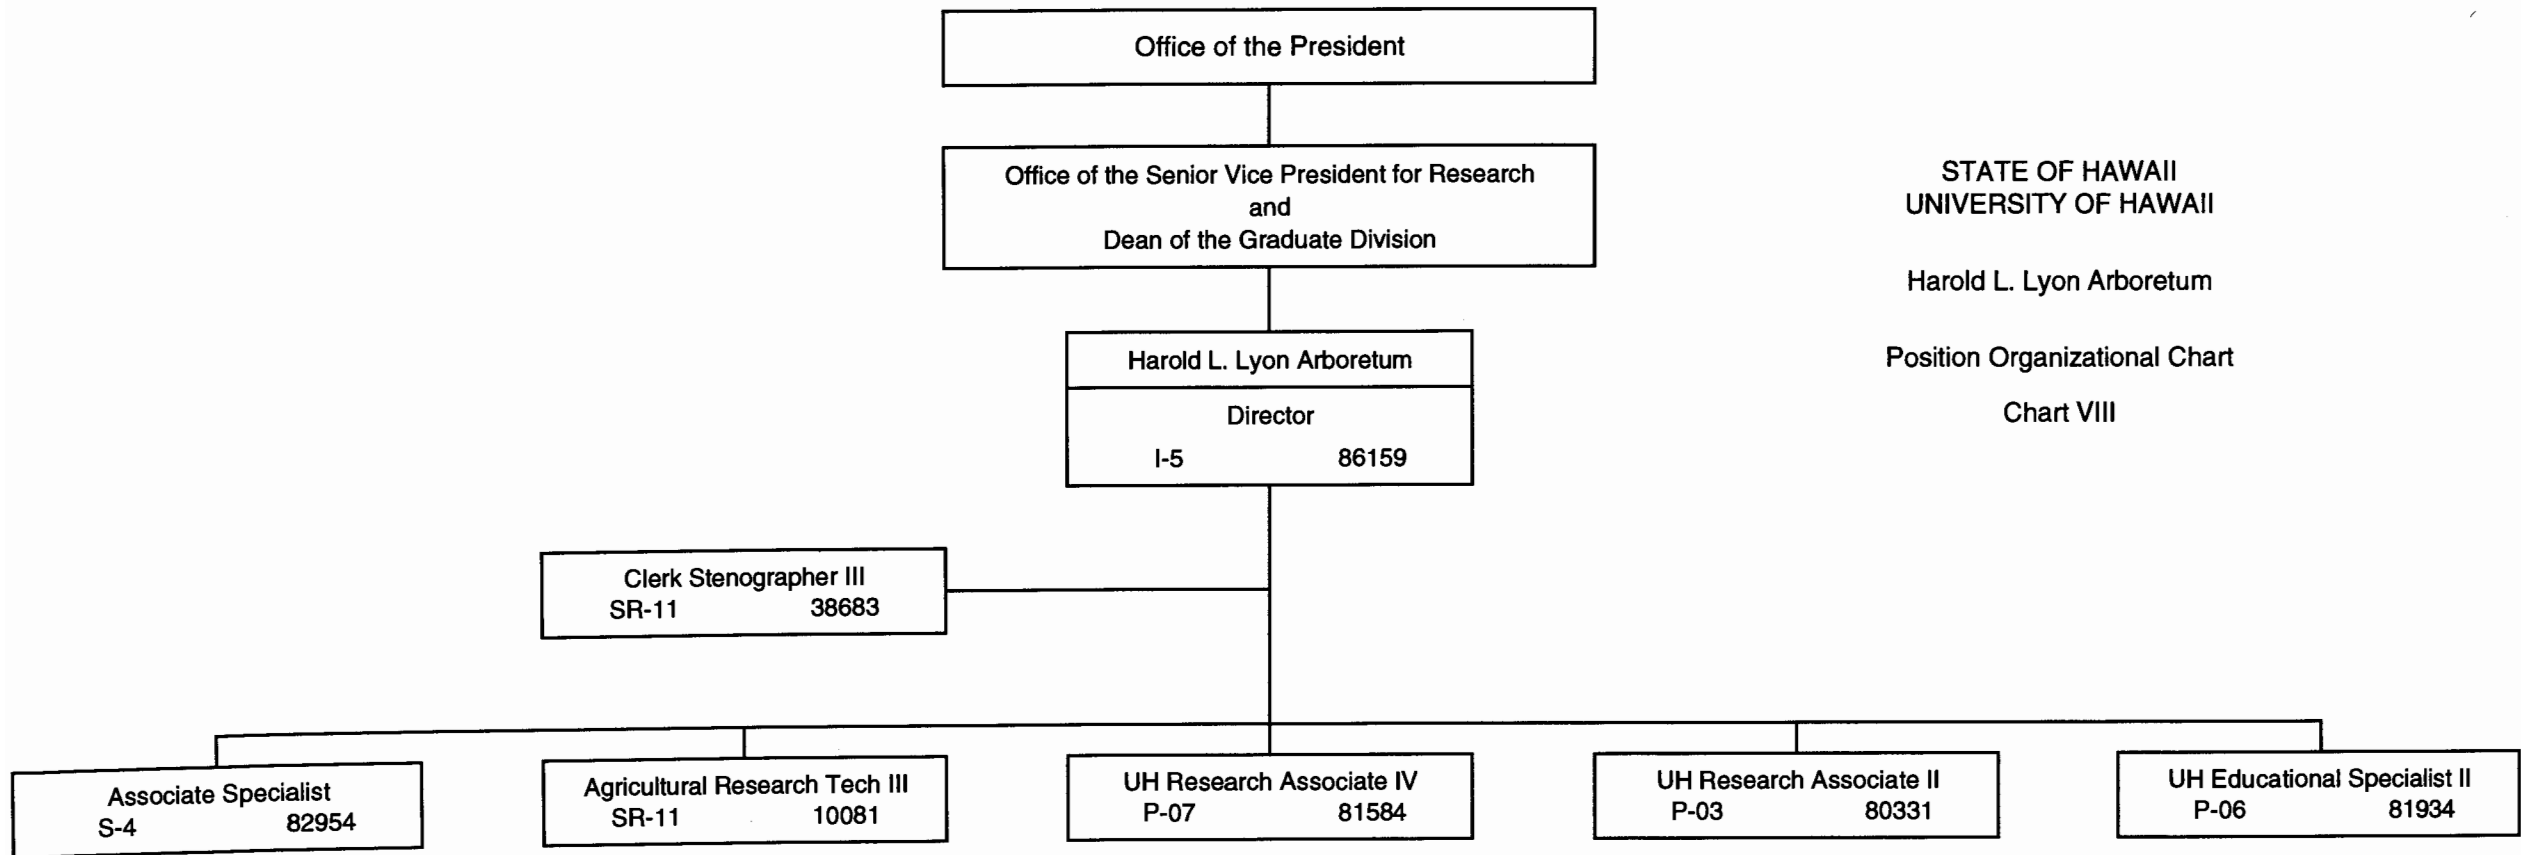 Office of the President
Office of the Senior Vice President for Research
and
Dean of the Graduate Division
STATE OF HAWAII
UNIVERSITY OF HAWAII
Harold L. Lyon Arboretum
Position Organizational Chart
Chart VIII
Harold L. Lyon Arboretum
Director
I-5 86159
Clerk Stenographer III
SR-11 38683
Associate Specialist
S-4 82954
Agricultural Research Tech III
SR-11 10081
UH Research Associate IV
P-07 81584
UH Research Associate II
P-03 80331
UH Educational Specialist II
P-06 81934